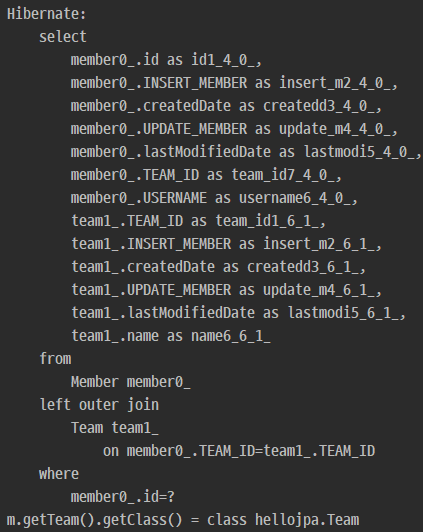 Hibernate:
    select
        member0_.id as id1_4_0_,
        member0_.INSERT_MEMBER as insert_m2_4_0_,
        member0_.createdDate as createdd3_4_0_,
        member0_.UPDATE_MEMBER as update_m4_4_0_,
        member0_.lastModifiedDate as lastmodi5_4_0_,
        member0_.TEAM_ID as team_id7_4_0_,
        member0_.USERNAME as username6_4_0_,
        team1_.TEAM_ID as team_id1_6_1_,
        team1_.INSERT_MEMBER as insert_m2_6_1_,
        team1_.createdDate as createdd3_6_1_,
        team1_.UPDATE_MEMBER as update_m4_6_1_,
        team1_.lastModifiedDate as lastmodi5_6_1_,
        team1_.name as name6_6_1_
    from
        Member member0_
    left outer join
        Team team1_
            on member0_.TEAM_ID=team1_.TEAM_ID
    where
        member0_.id=?
m.getTeam().getClass() = class hellojpa.Team